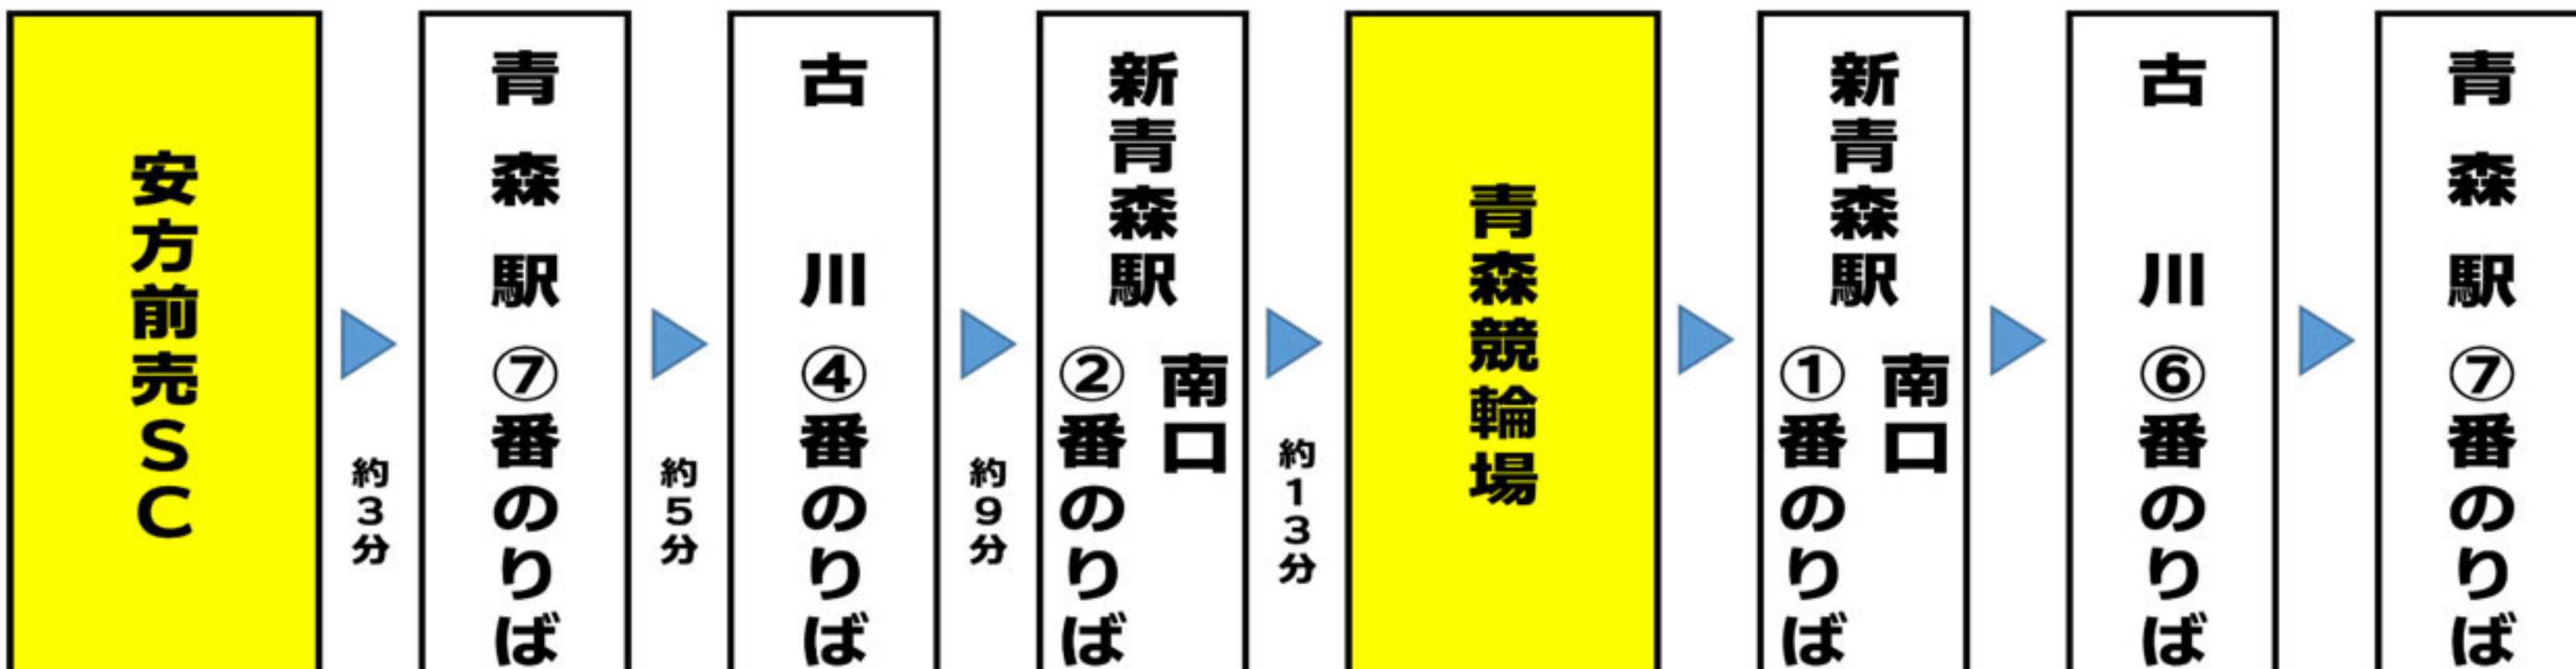 安方前売SC
約3分
青森駅⑦番のりば
約5分
古川④番のりば
約9分
新青森駅
南口
②番のりば
約13分
青森競輪場
新青森駅
南口
①番のりば
古川⑥番のりば
青森駅⑦番のりば